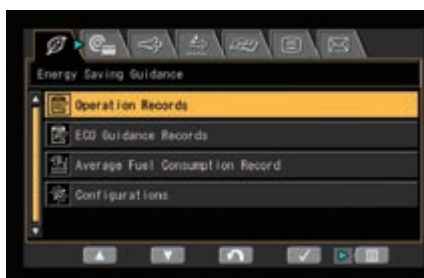 Energy Saving Guidance
Operation Records
ECO Guidance Records
Average Fuel Consumption Record
Configurations